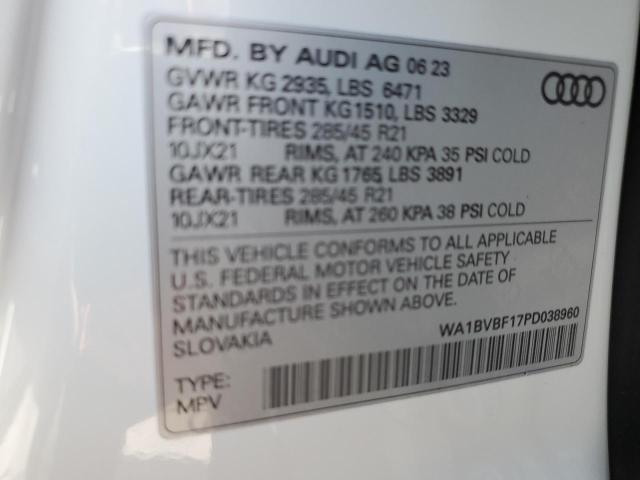 MFD. BY AUDI AG 06 23
GVWR KG 2935, LBS 6471
GAWR FRONT KG1510, LBS 3329
FRONT-TIRES 285/45 R21
10JX21 RIMS, AT 240 KPA 35 PSI COLD
GAWR REAR KG 1765, LBS 3891
REAR-TIRES 285/45 R21
10JX21 RIMS, AT 260 KPA 38 PSI COLD
THIS VEHICLE CONFORMS TO ALL APPLICABLE
U.S. FEDERAL MOTOR VEHICLE SAFETY
STANDARDS IN EFFECT ON THE DATE OF
MANUFACTURE SHOWN ABOVE.
SLOVAKIA
WA1BVBF17PD038960
TYPE:
MPV